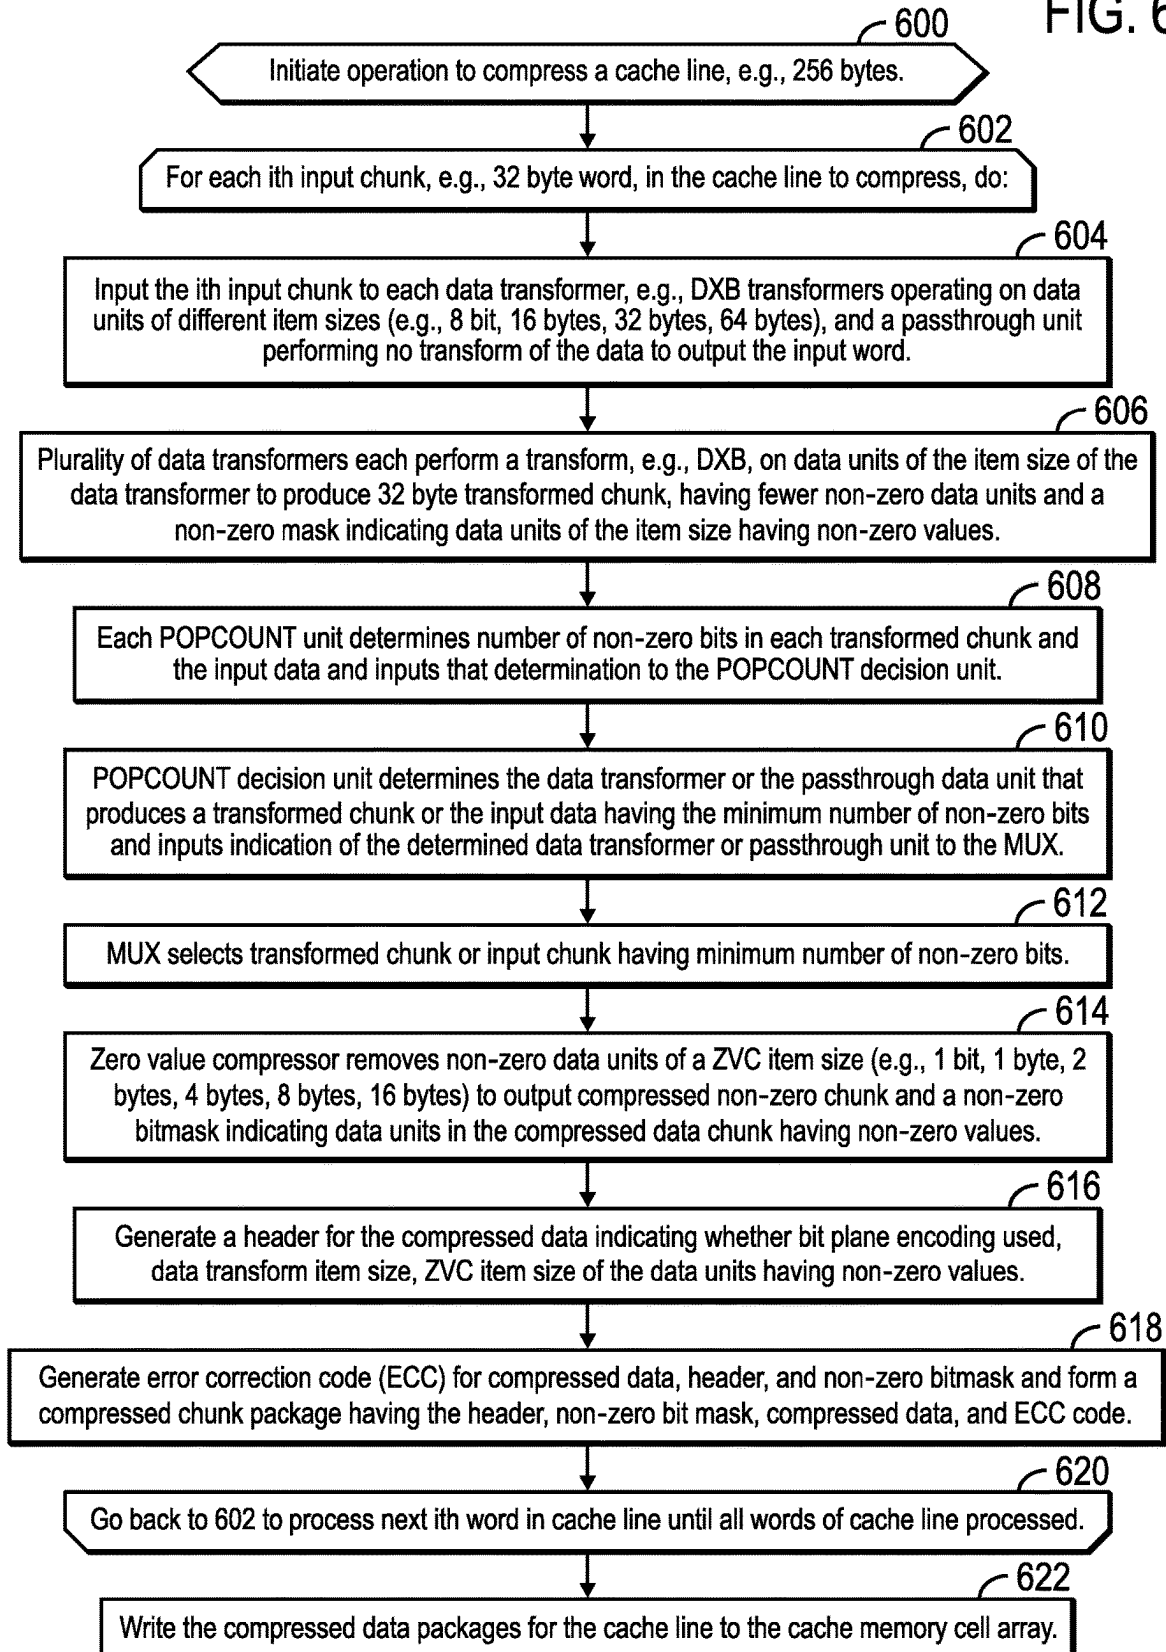 FIG. 6
600
Initiate operation to compress a cache line, e.g., 256 bytes.
602
For each ith input chunk, e.g., 32 byte word, in the cache line to compress, do:
604
Input the ith input chunk to each data transformer, e.g., DXB transformers operating on data
units of different item sizes (e.g., 8 bit, 16 bytes, 32 bytes, 64 bytes), and a passthrough unit
performing no transform of the data to output the input word.
606
Plurality of data transformers each perform a transform, e.g., DXB, on data units of the item size of the
data transformer to produce 32 byte transformed chunk, having fewer non-zero data units and a
non-zero mask indicating data units of the item size having non-zero values.
608
Each POPCOUNT unit determines number of non-zero bits in each transformed chunk and
the input data and inputs that determination to the POPCOUNT decision unit.
610
POPCOUNT decision unit determines the data transformer or the passthrough data unit that
produces a transformed chunk or the input data having the minimum number of non-zero bits
and inputs indication of the determined data transformer or passthrough unit to the MUX.
612
MUX selects transformed chunk or input chunk having minimum number of non-zero bits.
614
Zero value compressor removes non-zero data units of a ZVC item size (e.g., 1 bit, 1 byte, 2
bytes, 4 bytes, 8 bytes, 16 bytes) to output compressed non-zero chunk and a non-zero
bitmask indicating data units in the compressed data chunk having non-zero values.
616
Generate a header for the compressed data indicating whether bit plane encoding used,
data transform item size, ZVC item size of the data units having non-zero values.
618
Generate error correction code (ECC) for compressed data, header, and non-zero bitmask and form a
compressed chunk package having the header, non-zero bit mask, compressed data, and ECC code.
620
Go back to 602 to process next ith word in cache line until all words of cache line processed.
622
Write the compressed data packages for the cache line to the cache memory cell array.